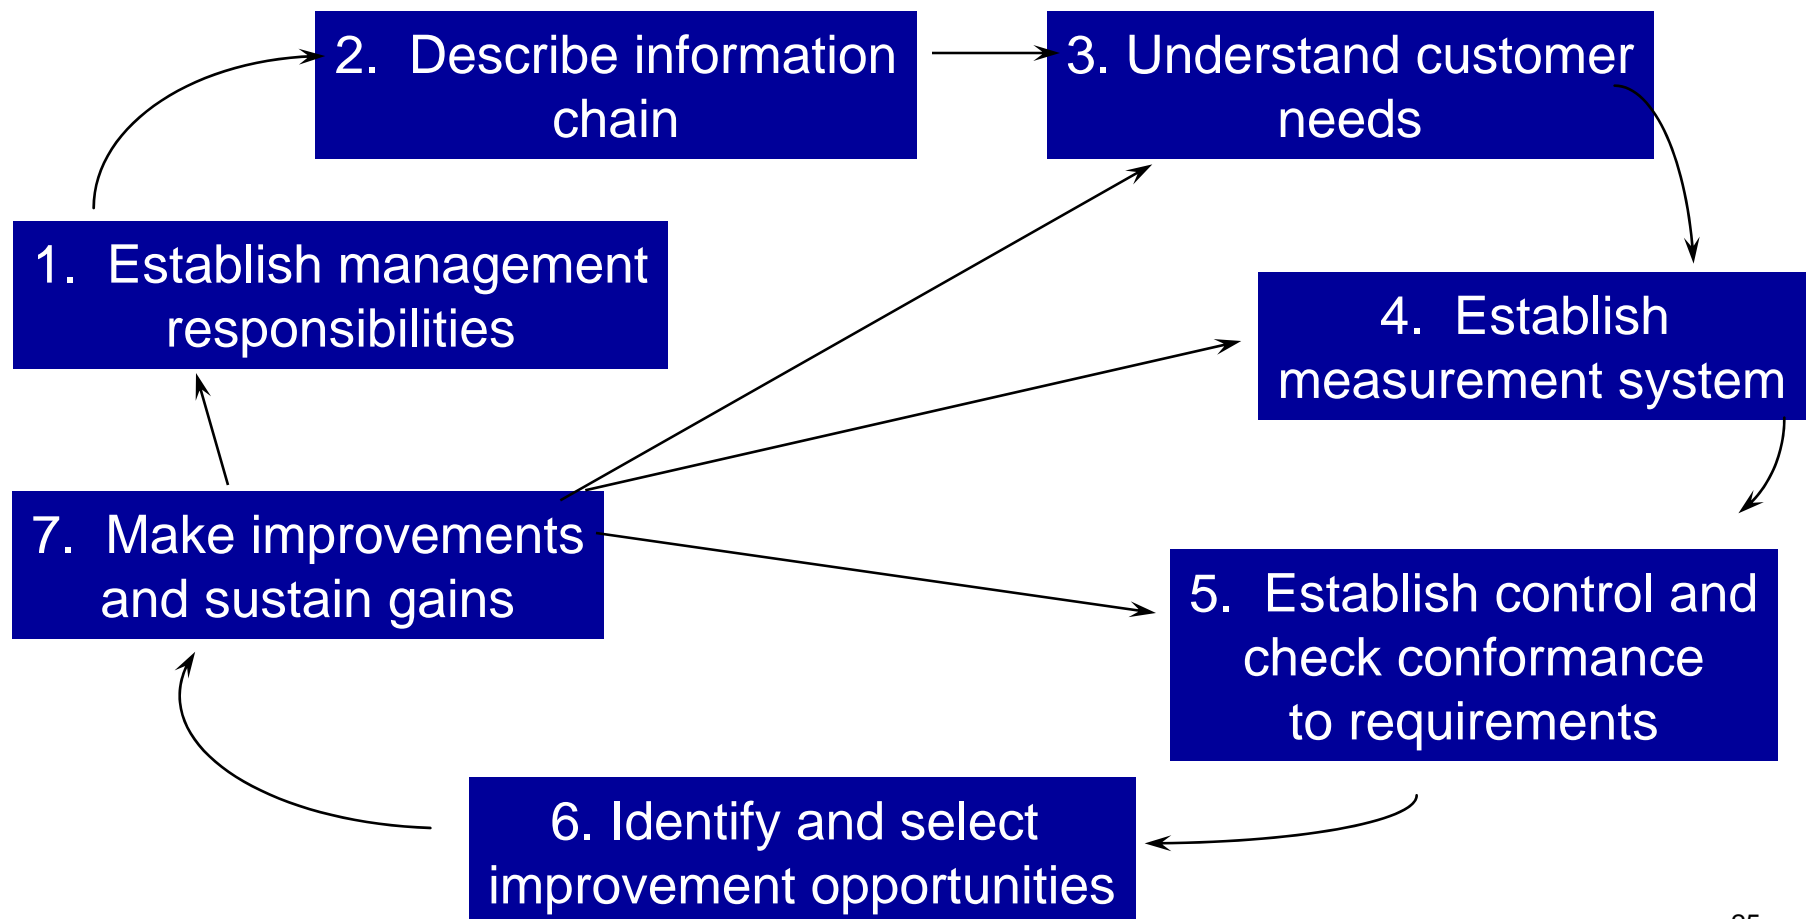 2.  Describe information
chain
3. Understand customer
needs
1.  Establish management
responsibilities
4.  Establish
measurement system
7.  Make improvements
and sustain gains
5.  Establish control and
check conformance
to requirements
6. Identify and select
improvement opportunities